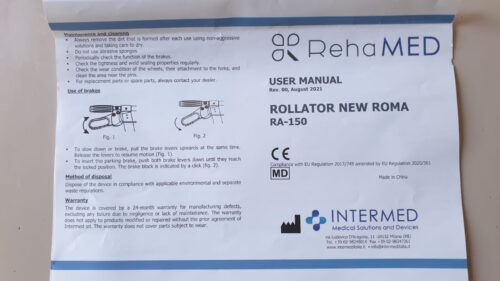 Maintenance and cleaning
• Always remove the dirt that is formed after each use using non-aggressive
solutions and taking care to dry.
• Do not use abrasive sponges
• Periodically check the function of the brakes.
• Check the tightness and weld sealing properties regularly.
• Check the wear condition of the wheels, their attachment to the forks, and
clean the area near the pins.
• For replacement parts or spare parts, always contact your dealer.
Use of brakes
Fig. 1
Fig. 2
• To slow down or brake, pull the brake levers upwards at the same time.
Release the levers to resume motion (Fig. 1).
• To insert the parking brake, push both brake levers down until they reach
the locked position. The brake block is indicated by a click (fig. 2).
Method of disposal
Dispose of the device in compliance with applicable environmental and separate
waste regulations.
Warranty
The device is covered by a 24-month warranty for manufacturing defects,
excluding any failure due to negligence or lack of maintenance. The warranty
does not apply to products modified or repaired without the prior agreement of
Intermed srl. The warranty does not cover parts subject to wear.
RehaMED
USER MANUAL
Rev. 00, August 2021
ROLLATOR NEW ROMA
RA-150
CE
Compliance with EU Regulation 2017/745 amended by EU Regulation 2020/561
MD
Made in China
INTERMED
Medical Solutions and Devices
20152 Milano (MI)
www.intermeditalia.it • info@intermeditalia.it